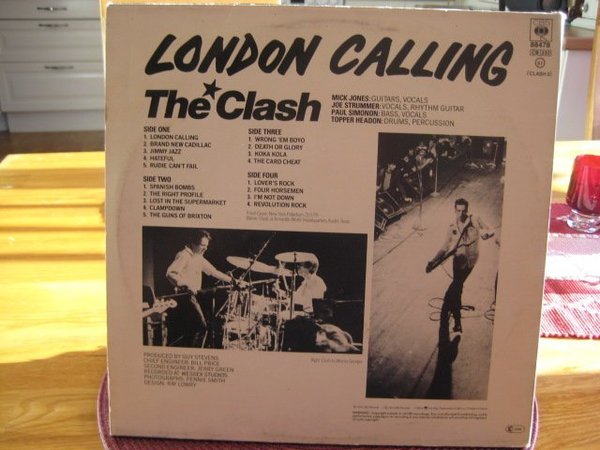 LONDON CALLING
CBS
88478
CLASH 3
The Clash
MICK JONES: GUITARS, VOCALS
JOE STRUMMER: VOCALS, RHYTHM GUITAR
PAUL SIMONON: BASS, VOCALS
TOPPER HEADON: DRUMS, PERCUSSION
SIDE ONE
1. LONDON CALLING
2. BRAND NEW CADILLAC
3. JIMMY JAZZ
4. HATEFUL
5. RUDIE CAN'T FAIL
SIDE TWO
1. SPANISH BOMBS
2. THE RIGHT PROFILE
3. LOST IN THE SUPERMARKET
4. CLAMPDOWN
5. THE GUNS OF BRIXTON
SIDE THREE
1. WRONG 'EM BOYO
2. DEATH OR GLORY
3. KOKA KOLA
4. THE CARD CHEAT
SIDE FOUR
1. LOVER'S ROCK
2. FOUR HORSEMEN
3. I'M NOT DOWN
4. REVOLUTION ROCK
Front Cover: New York Palladium
PRODUCED BY GUY STEVENS
CHIEF ENGINEER: BILL PRICE
SECOND ENGINEER: JERRY GREEN
RECORDED AT WESSEX STUDIOS
PHOTOGRAPHS: PENNIE SMITH
DESIGN: RAY LOWRY